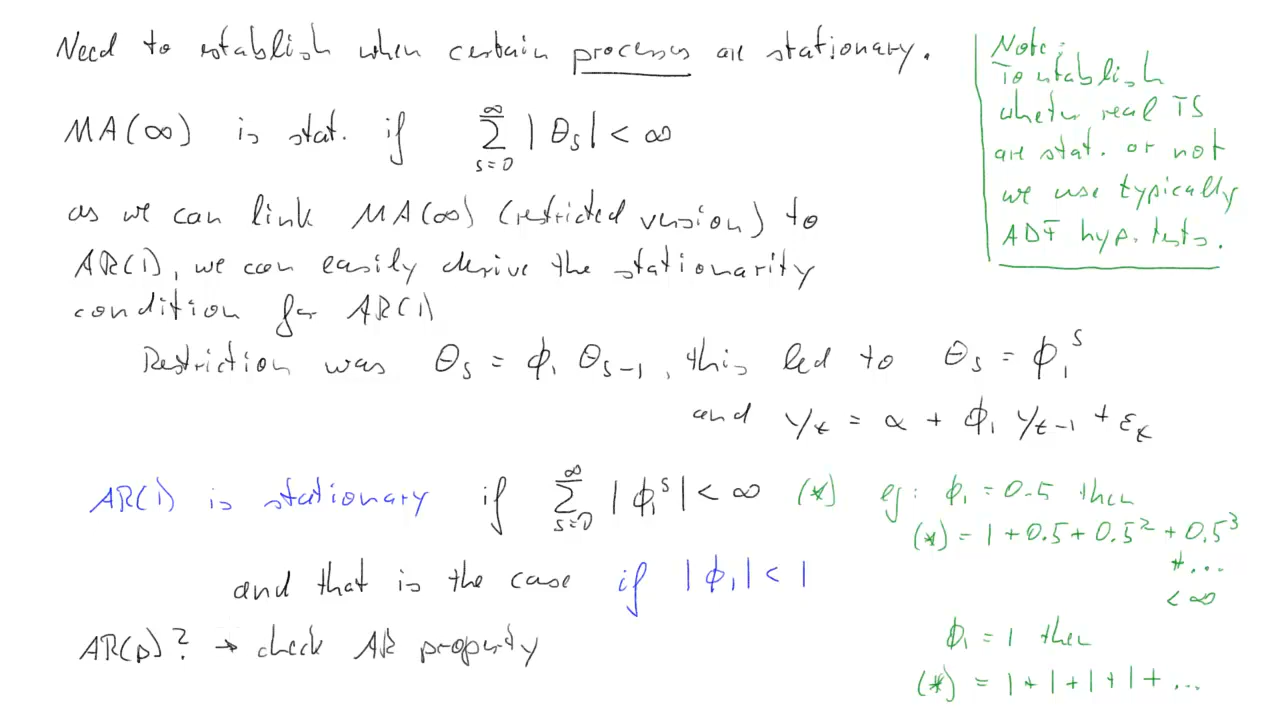 Need to establish when certain processes are stationary.
MA(∞) is stat. if ∑_{s=0}^{∞} |θ_s| < ∞
as we can link MA(∞) (restricted version) to
AR(1), we can easily derive the stationarity
condition for AR(1)
Restriction was θ_s = ϕ_1 θ_{s-1}, this led to θ_s = ϕ_1^s
and y_t = α + ϕ_1 y_{t-1} + ε_t
AR(1) is stationary if ∑_{s=0}^{∞} |ϕ_1^s| < ∞ (*)
and that is the case if |ϕ_1| < 1
AR(p)? → check AR property
Note:
To establish
whether real TS
are stat. or not
we use typically
ADF hyp. tests.
eg: ϕ_1 = 0.5 then
(*) = 1 + 0.5 + 0.5^2 + 0.5^3
+ ...
< ∞
ϕ_1 = 1 then
(*) = 1 + 1 + 1 + 1 + ...